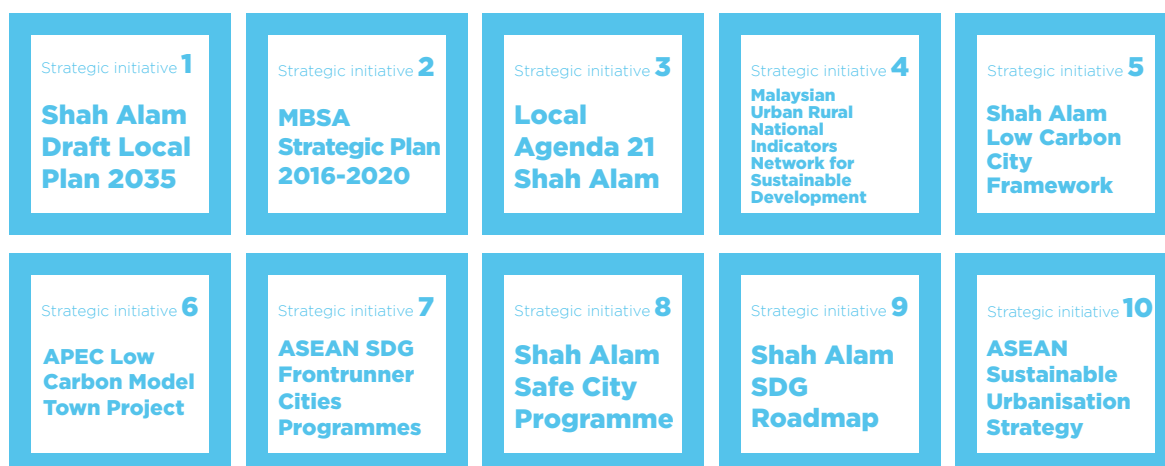 Strategic initiative 1
Shah Alam
Draft Local
Plan 2035
Strategic initiative 2
MBSA
Strategic Plan
2016-2020
Strategic initiative 3
Local
Agenda 21
Shah Alam
Strategic initiative 4
Malaysian
Urban Rural
National
Indicators
Network for
Sustainable
Development
Strategic initiative 5
Shah Alam
Low Carbon
City
Framework
Strategic initiative 6
APEC Low
Carbon Model
Town Project
Strategic initiative 7
ASEAN SDG
Frontrunner
Cities
Programmes
Strategic initiative 8
Shah Alam
Safe City
Programme
Strategic initiative 9
Shah Alam
SDG
Roadmap
Strategic initiative 10
ASEAN
Sustainable
Urbanisation
Strategy